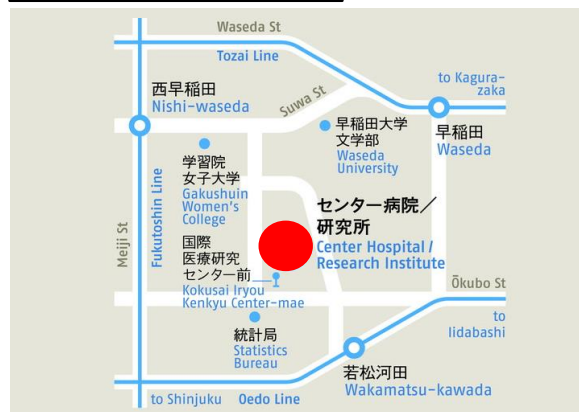 Waseda St
Tozai Line
to Kagura-
zaka
西早稲田
Nishi-waseda
Suwa St
早稲田大学
文学部
Waseda
University
早稲田
Waseda
学習院
女子大学
Gakushuin
Women's
College
センター病院／
研究所
Center Hospital /
Research Institute
Meiji St
Fukutoshin Line
国際
医療研究
センター前
Kokusai Iryou
Kenkyu Center-mae
Ōkubo St
to
Iidabashi
統計局
Statistics
Bureau
若松河田
Wakamatsu-kawada
to Shinjuku
Oedo Line